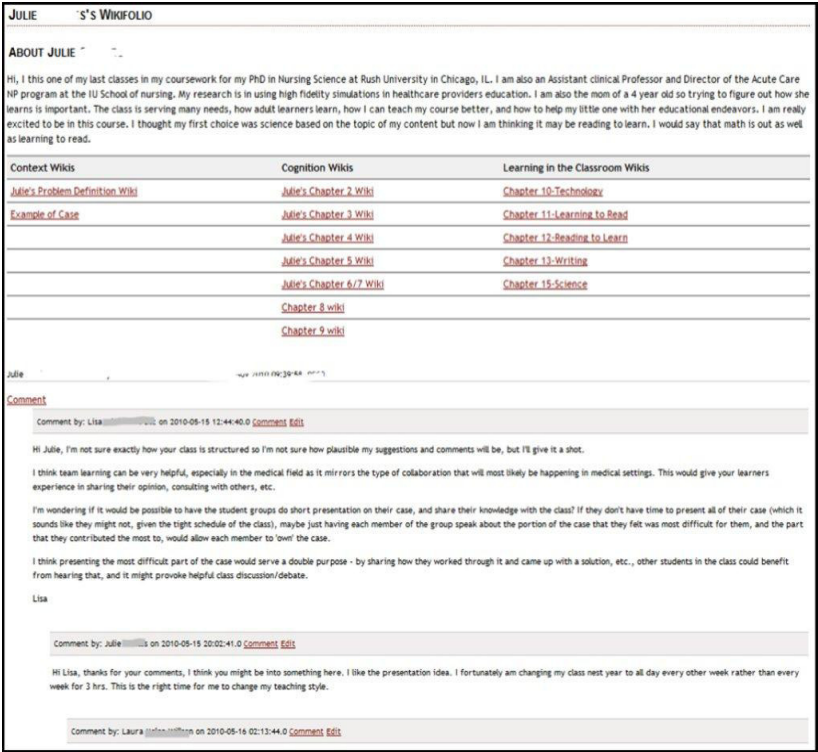 JULIE 'S'S WIKIFOLIO
ABOUT JULIE
Hi, I this one of my last classes in my coursework for my PhD in Nursing Science at Rush University in Chicago, IL. I am also an Assistant clinical Professor and Director of the Acute Care
NP program at the IU School of nursing. My research is in using high fidelity simulations in healthcare providers education. I am also the mom of a 4 year old so trying to figure out how she
learns is important. The class is serving many needs, how adult learners learn, how I can teach my course better, and how to help my little one with her educational endeavors. I am really
excited to be in this course. I thought my first choice was science based on the topic of my content but now I am thinking it may be reading to learn. I would say that math is out as well
as learning to read.
Context Wikis Cognition Wikis Learning in the Classroom Wikis
Julie's Problem Definition Wiki Julie's Chapter 2 Wiki Chapter 10-Technology
Example of Case Julie's Chapter 3 Wiki Chapter 11-Learning to Read
Julie's Chapter 4 Wiki Chapter 12-Reading to Learn
Julie's Chapter 5 Wiki Chapter 13-Writing
Julie's Chapter 6/7 Wiki Chapter 15-Science
Chapter 8 wiki
Chapter 9 wiki
Julie
Comment
Comment by: Lisa on 2010-05-15 12:44:40.0 Comment Edit
Hi Julie, I'm not sure exactly how your class is structured so I'm not sure how plausible my suggestions and comments will be, but I'll give it a shot.
I think team learning can be very helpful, especially in the medical field as it mirrors the type of collaboration that will most likely be happening in medical settings. This would give your learners
experience in sharing their opinion, consulting with others, etc.
I'm wondering if it would be possible to have the student groups do short presentation on their case, and share their knowledge with the class? If they don't have time to present all of their case (which it
sounds like they might not, given the tight schedule of the class), maybe just having each member of the group speak about the portion of the case that they felt was most difficult for them, and the part
that they contributed the most to, would allow each member to 'own' the case.
I think presenting the most difficult part of the case would serve a double purpose - by sharing how they worked through it and came up with a solution, etc., other students in the class could benefit
from hearing that, and it might provoke helpful class discussion/debate.
Lisa
Comment by: Julie s on 2010-05-15 20:02:41.0 Comment Edit
Hi Lisa, thanks for your comments, I think you might be into something here. I like the presentation idea. I fortunately am changing my class nest year to all day every other week rather than every
week for 3 hrs. This is the right time for me to change my teaching style.
Comment by: Laura on 2010-05-16 02:13:44.0 Comment Edit